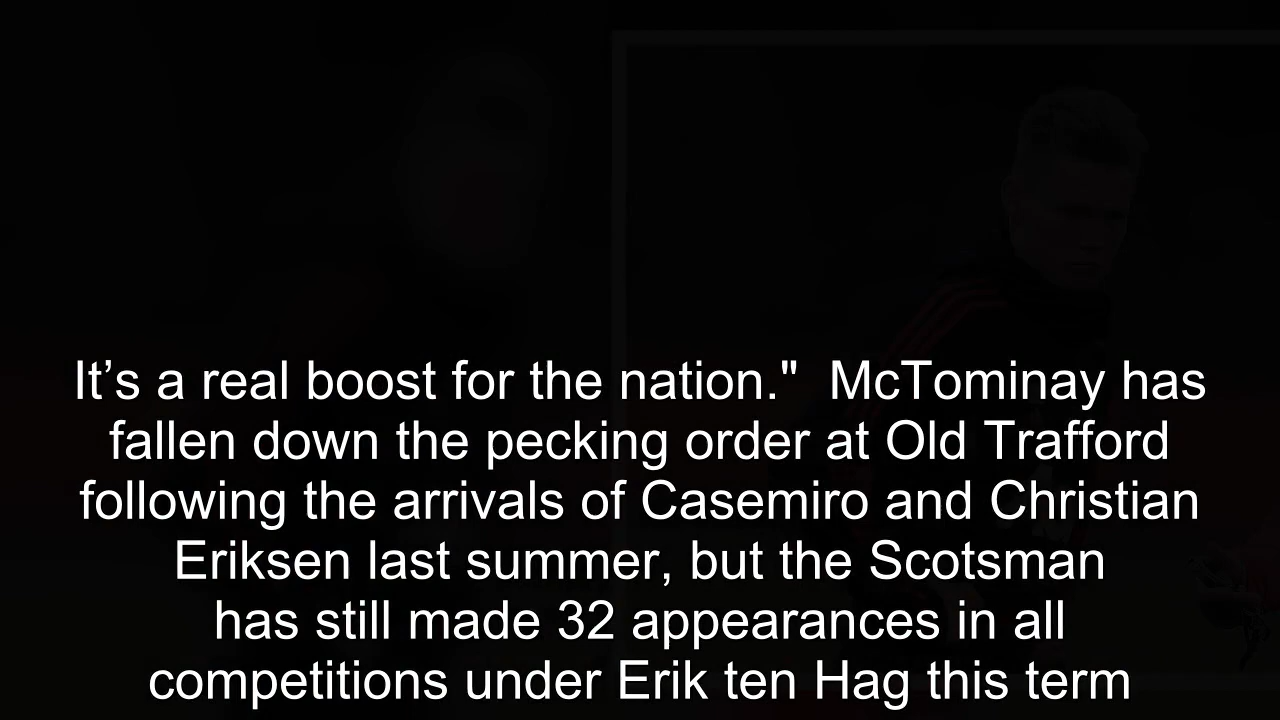 It’s a real boost for the nation."  McTominay has
fallen down the pecking order at Old Trafford
following the arrivals of Casemiro and Christian
Eriksen last summer, but the Scotsman
has still made 32 appearances in all
competitions under Erik ten Hag this term